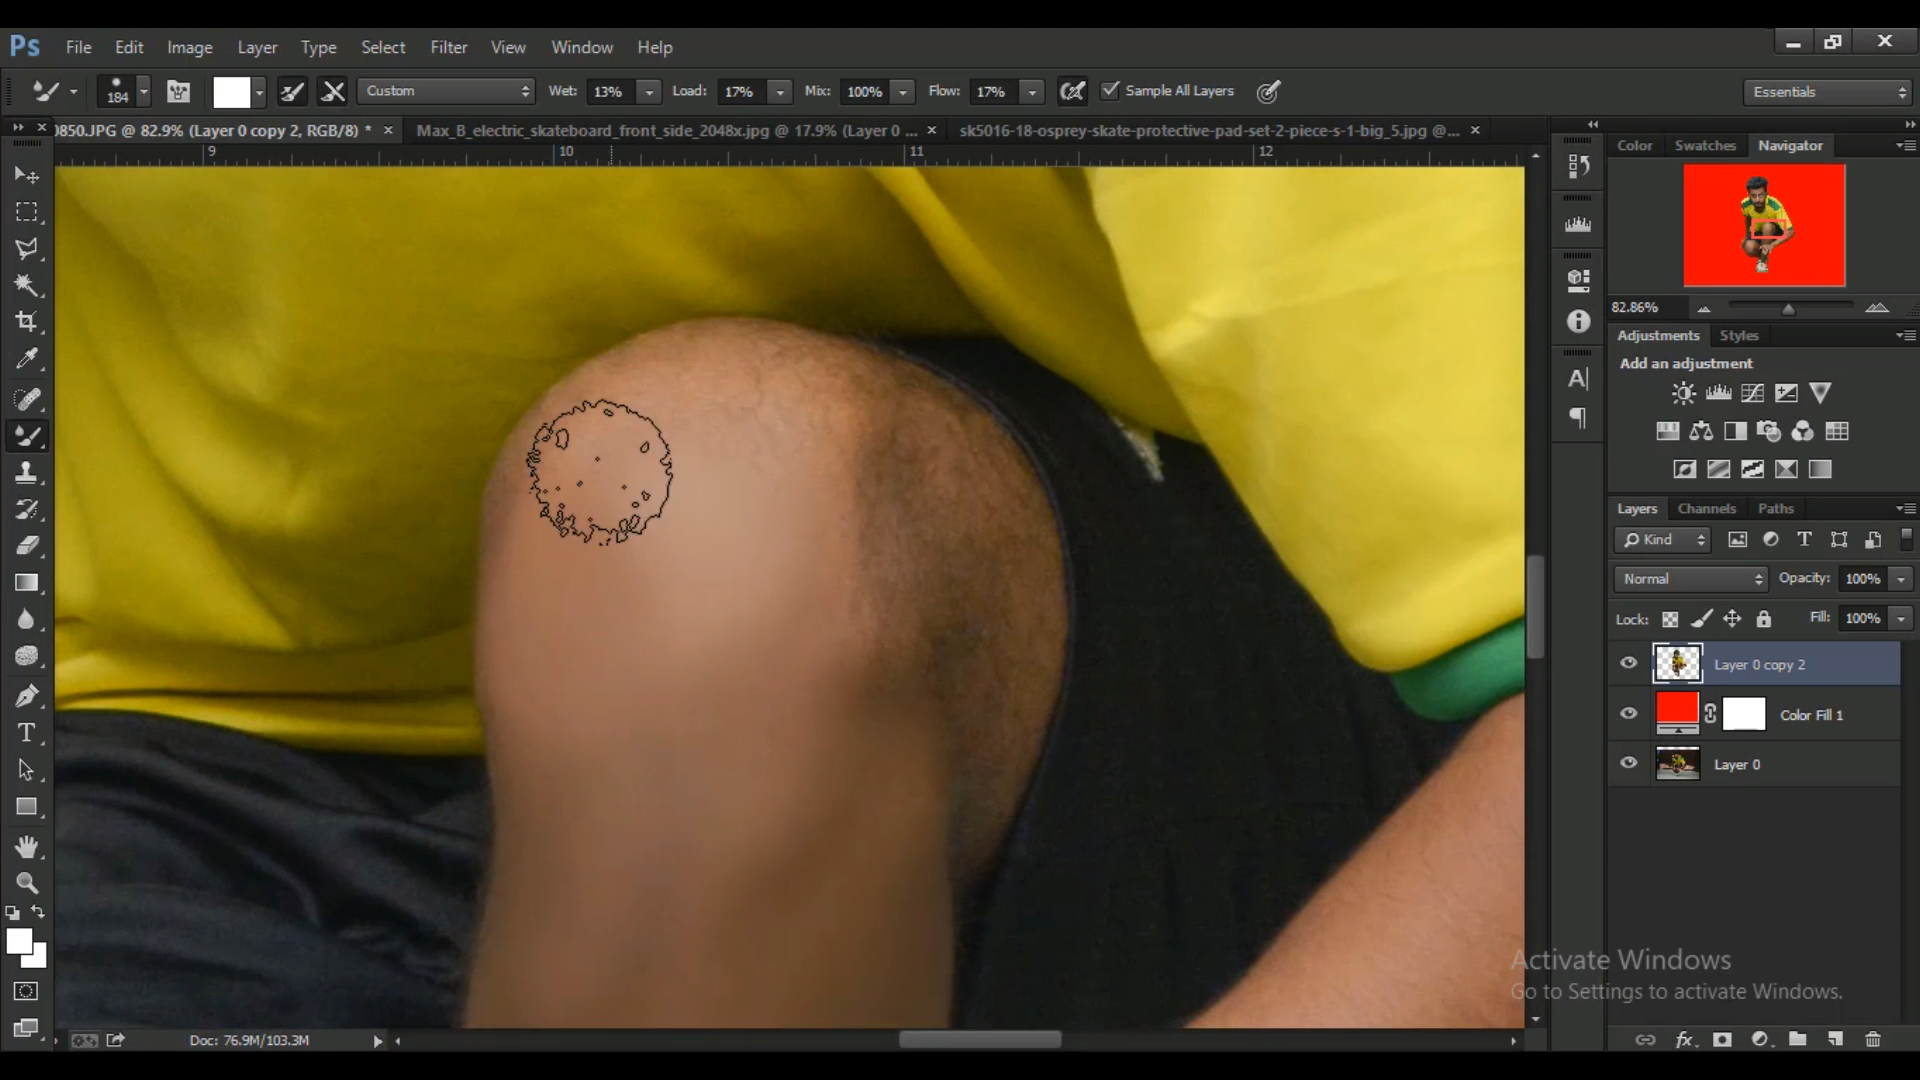 Ps File Edit Image Layer Type Select Filter View Window Help
184 Custom Wet: 13% Load: 17% Mix: 100% Flow: 17% Sample All Layers Essentials
0850.JPG @ 82.9% (Layer 0 copy 2, RGB/8) * Max_B_electric_skateboard_front_side_2048x.jpg @ 17.9% (Layer 0 ... sk5016-18-osprey-skate-protective-pad-set-2-piece-s-1-big_5.jpg @...
9 10 11 12
Color Swatches Navigator
82.86%
Adjustments Styles
Add an adjustment
Layers Channels Paths
Kind
Normal Opacity: 100%
Lock: Fill: 100%
Layer 0 copy 2
Color Fill 1
Layer 0
Activate Windows
Go to Settings to activate Windows.
Doc: 76.9M/103.3M